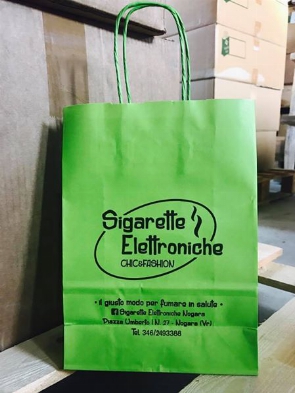 Sigarette
Elettroniche
CHIC&FASHION
• il giusto modo per fumare in salute •
Sigarette Elettroniche Nogara
Piazza Umberto I N. 37 - Nogara (Vr)
Tel. 346/2493366